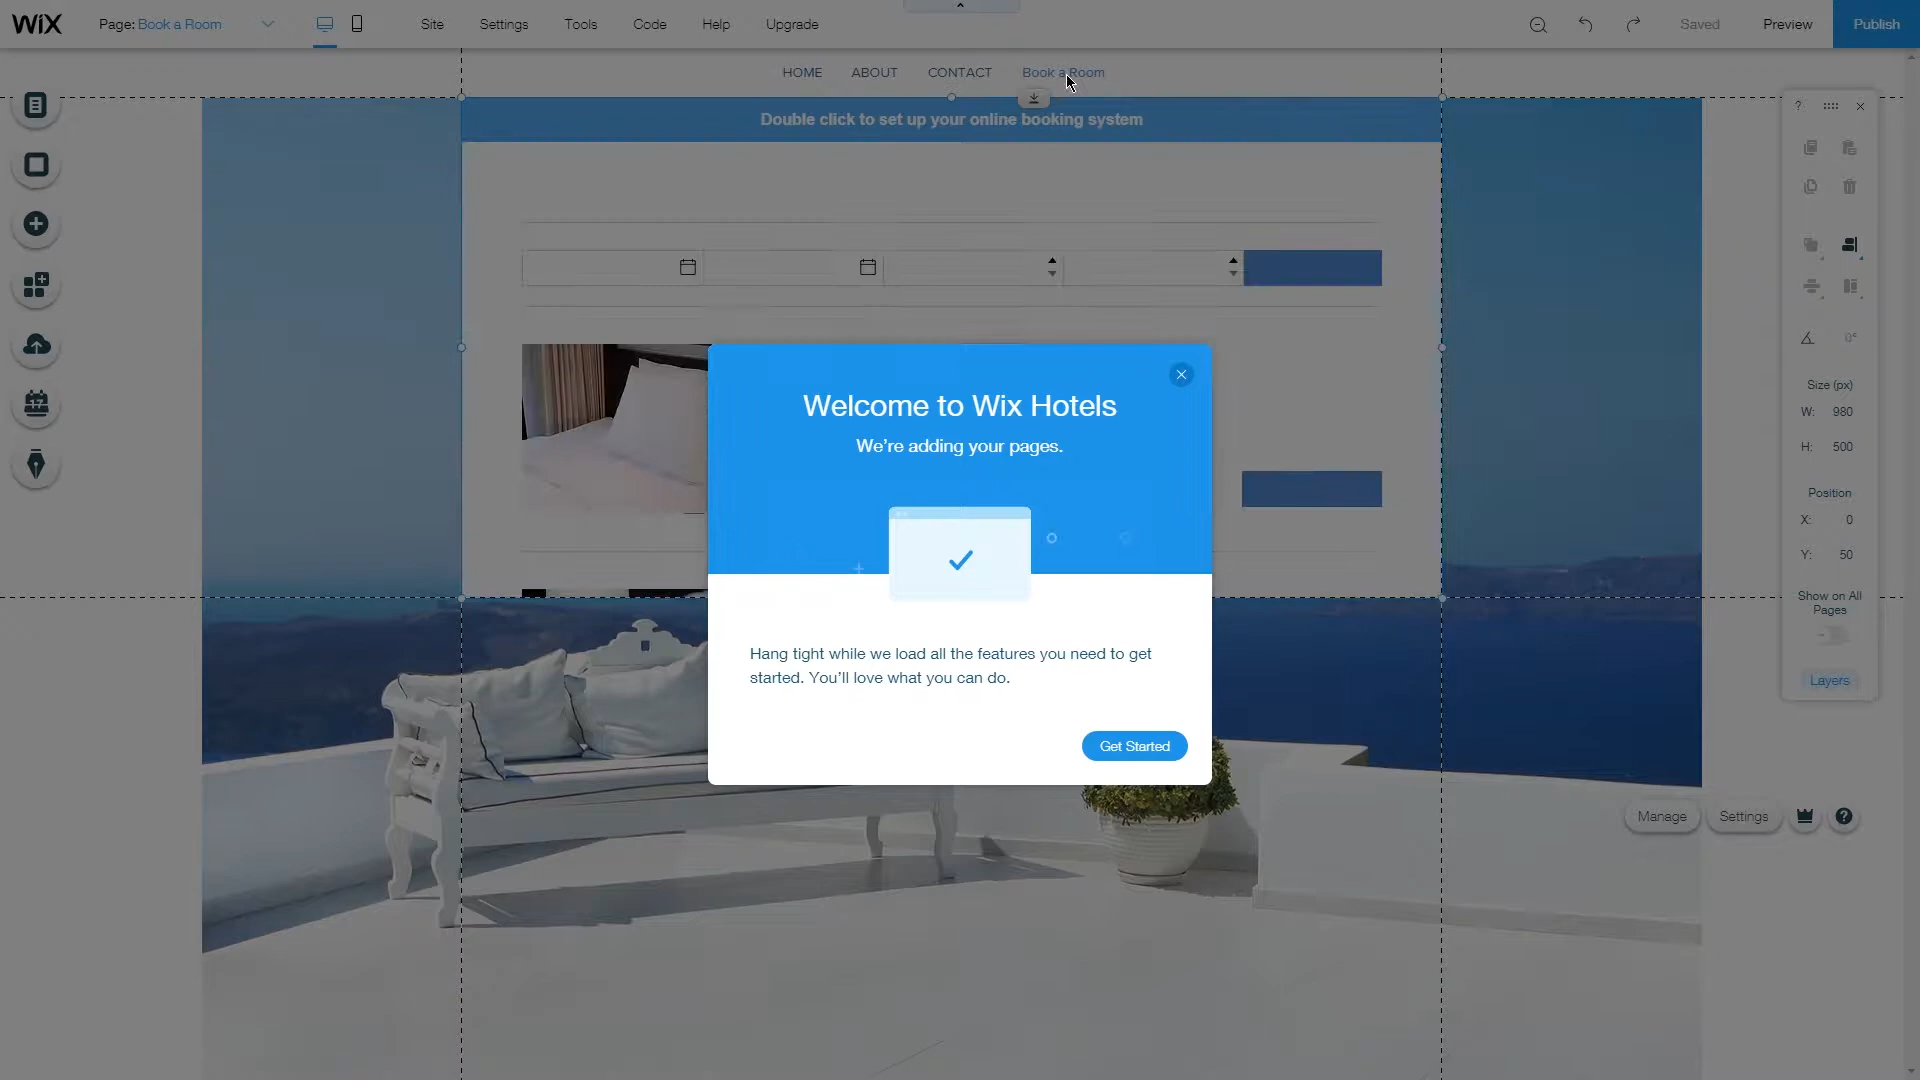 WiX
Page: Book a Room
Site
Settings
Tools
Code
Help
Upgrade
Saved
Preview
Publish
HOME
ABOUT
CONTACT
Book a Room
Double click to set up your online booking system
?
Welcome to Wix Hotels
We're adding your pages.
Hang tight while we load all the features you need to get
started. You'll love what you can do.
Get Started
17
0°
Size (px)
W: 980
H: 500
Position
X: 0
Y: 50
Show on All
Pages
Layers
Manage
Settings
?